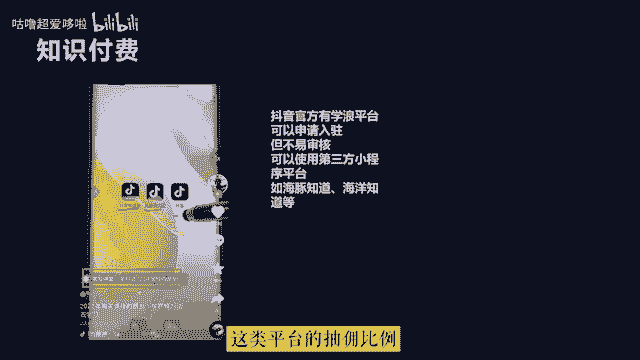 咕噜超爱哆啦 bilibili
知识付费
抖音官方有学浪平台
可以申请入驻
但不易审核
可以使用第三方小程
序平台
如海豚知道、海洋知
道等
这类平台的抽佣比例